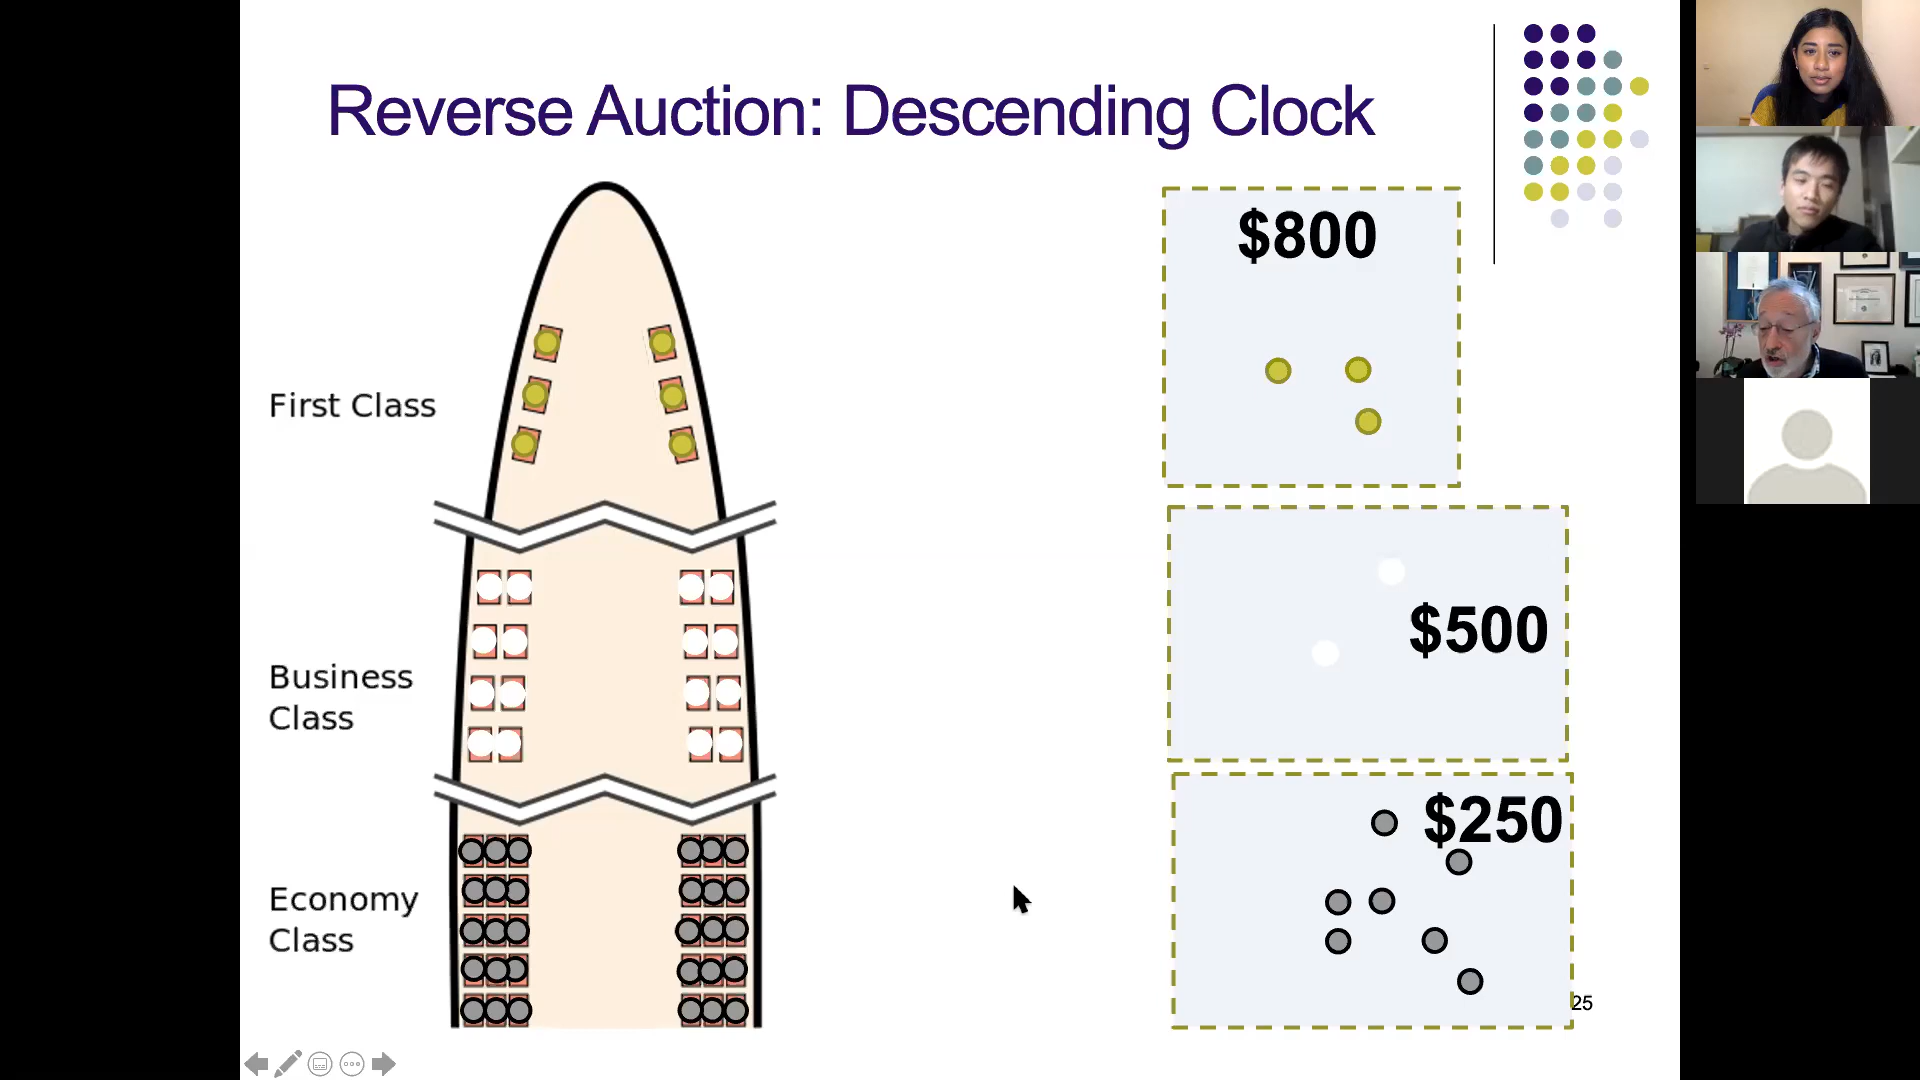 Reverse Auction: Descending Clock
$800
First Class
$500
Business
Class
$250
Economy
Class
25